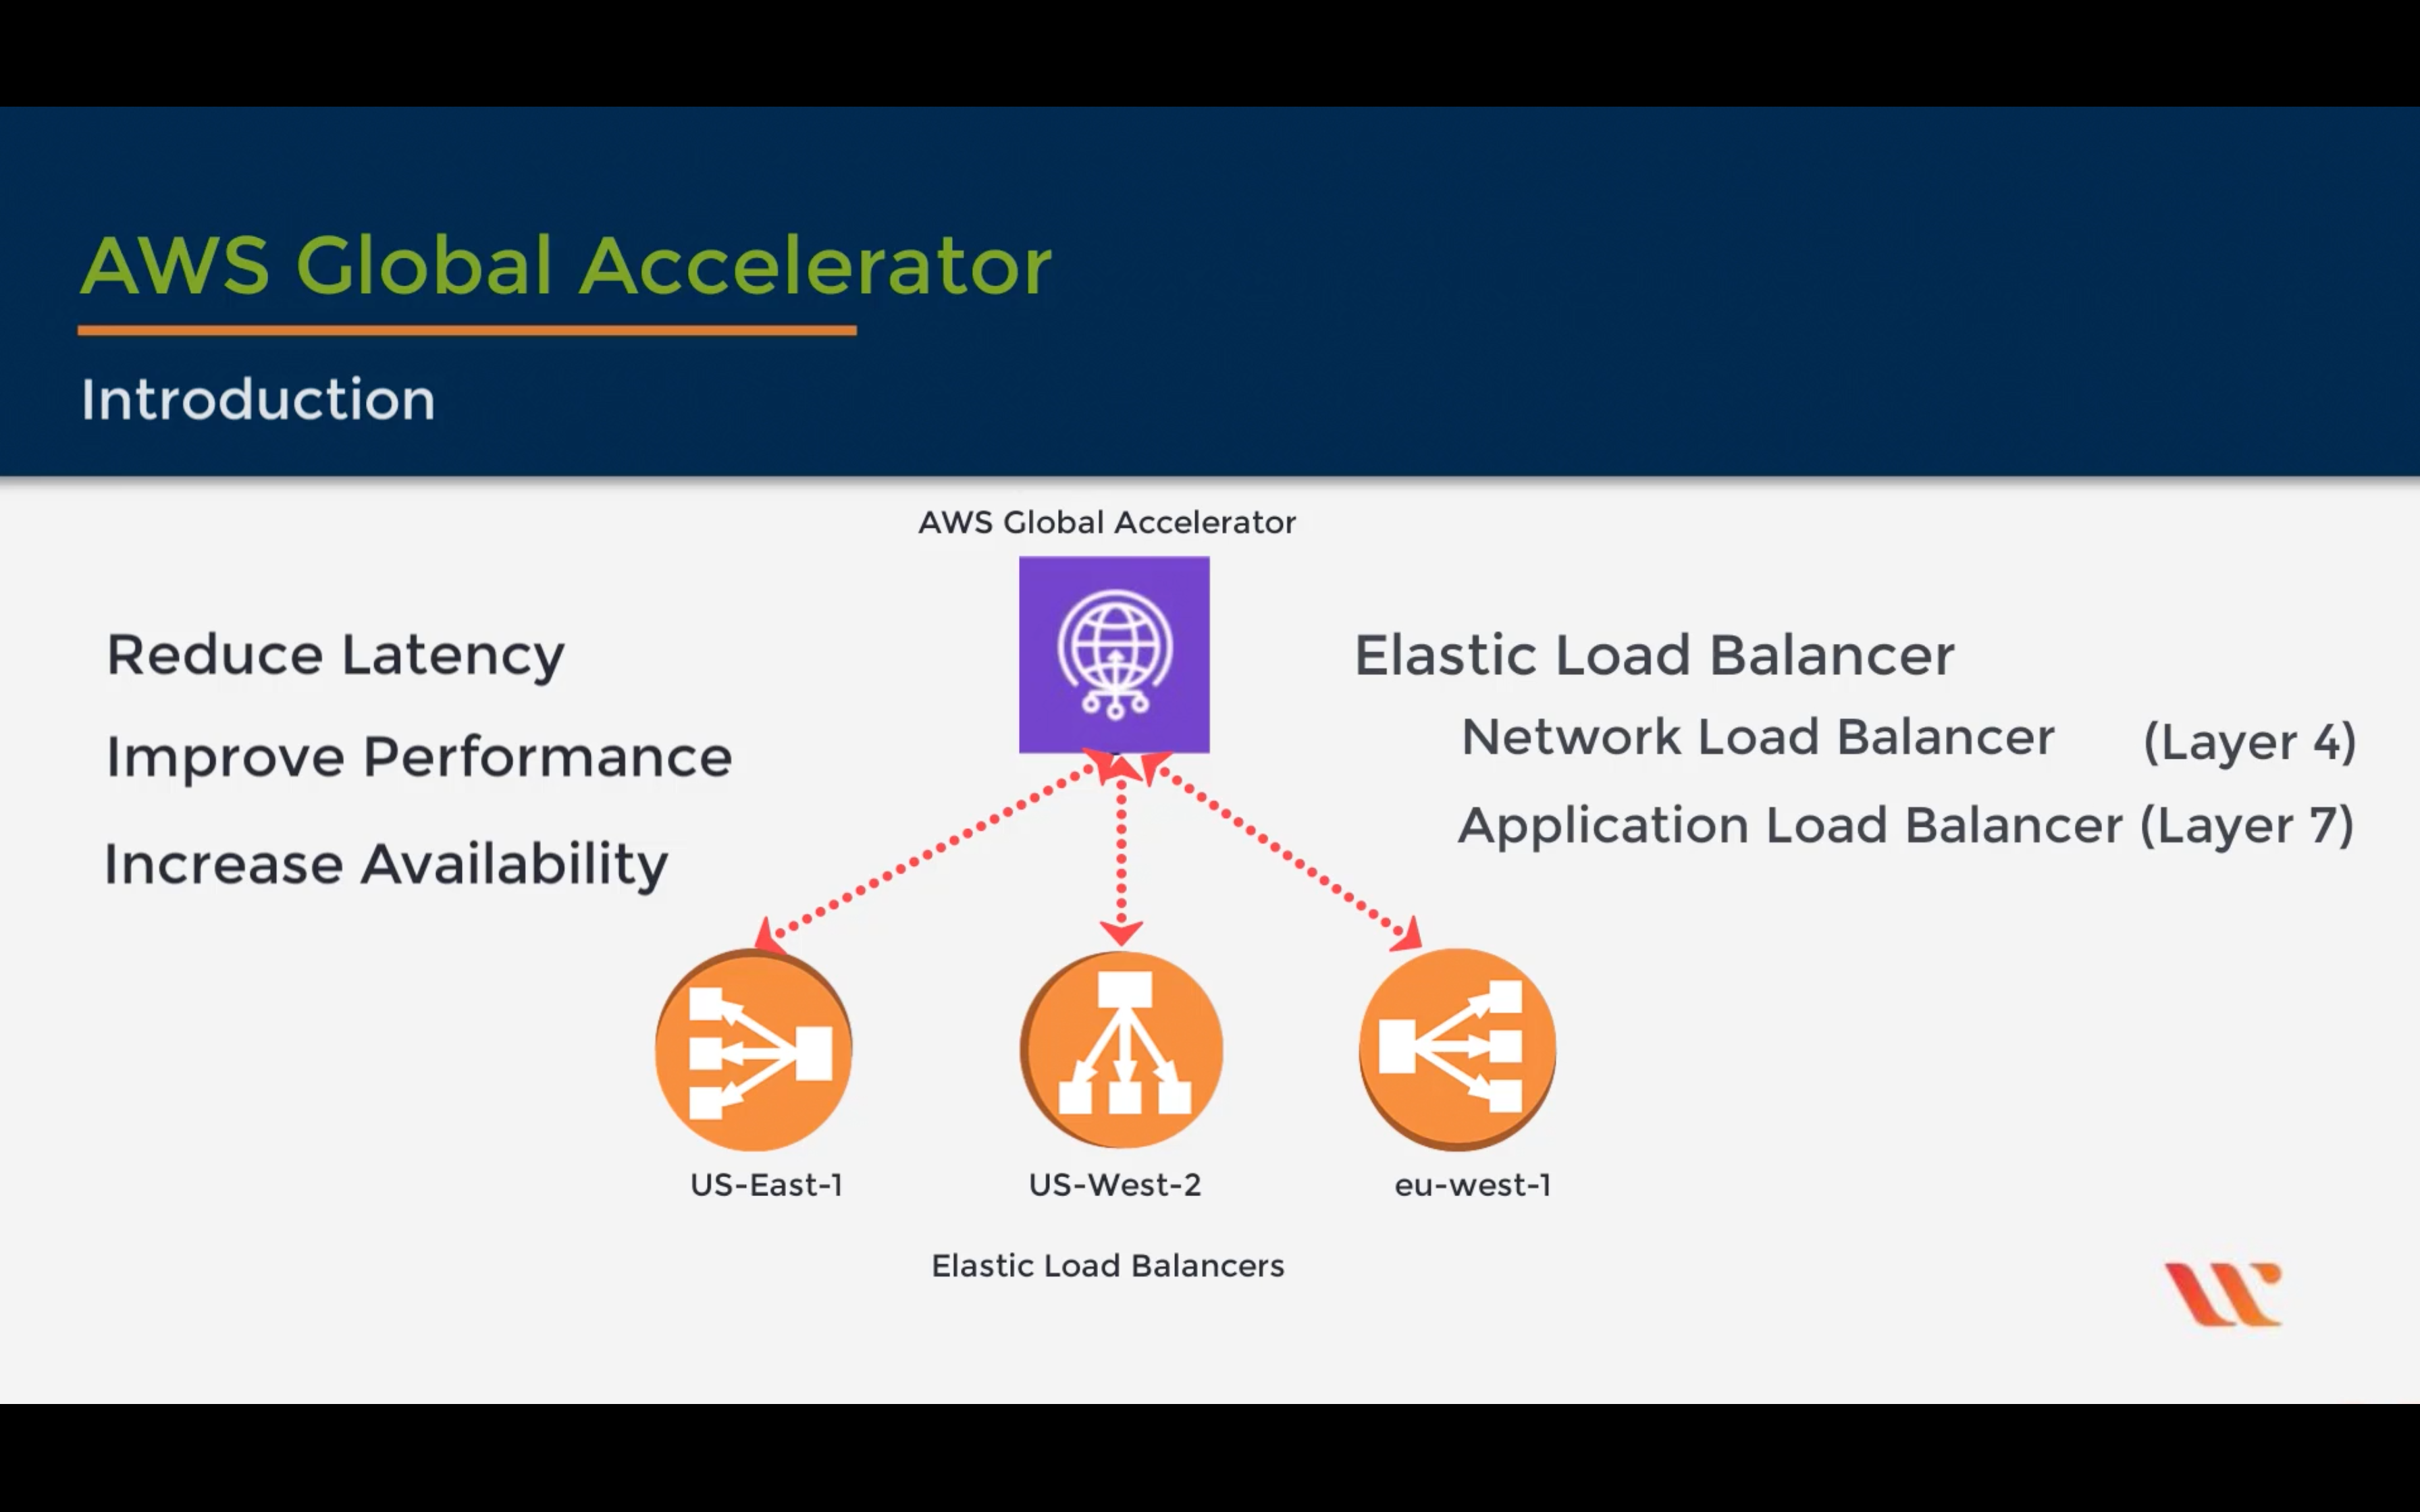 AWS Global Accelerator
Introduction
AWS Global Accelerator
Reduce Latency
Improve Performance
Increase Availability
Elastic Load Balancer
Network Load Balancer (Layer 4)
Application Load Balancer (Layer 7)
US-East-1
US-West-2
eu-west-1
Elastic Load Balancers